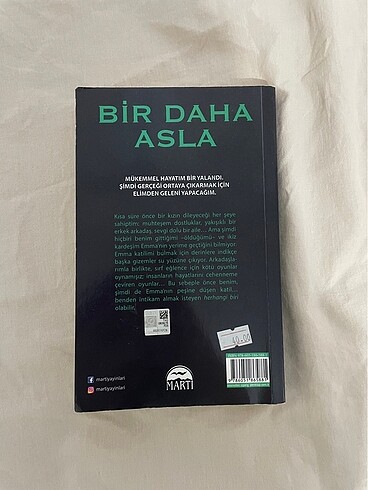 BİR DAHA
ASLA
MÜKEMMEL HAYATIM BİR YALANDI.
ŞİMDİ GERÇEĞİ ORTAYA ÇIKARMAK İÇİN
ELİMDEN GELENİ YAPACAĞIM.
Kısa süre önce bir kızın dileyeceği her şeye
sahiptim: muhteşem dostluklar, yakışıklı bir
erkek arkadaş, sevgi dolu bir aile... Ama şimdi
hiçbiri benim gittiğimi –öldüğümü– ve ikiz
kardeşim Emma'nın yerime geçtiğini bilmiyor.
Emma katilimi bulmak için derinlere indikçe
başka gizemler su yüzüne çıkıyor. Arkadaşla-
rımla birlikte, sırf eğlence için kötü oyunlar
oynamışız: insanların hayatlarını cehenneme
çeviren oyunlar... Bu sebeple önce benim,
şimdi de Emma'nın peşine düşen katil...
benden intikam almak isteyen herhangi biri
olabilir.
martiyayinlari
martiyayinlari
MARTI